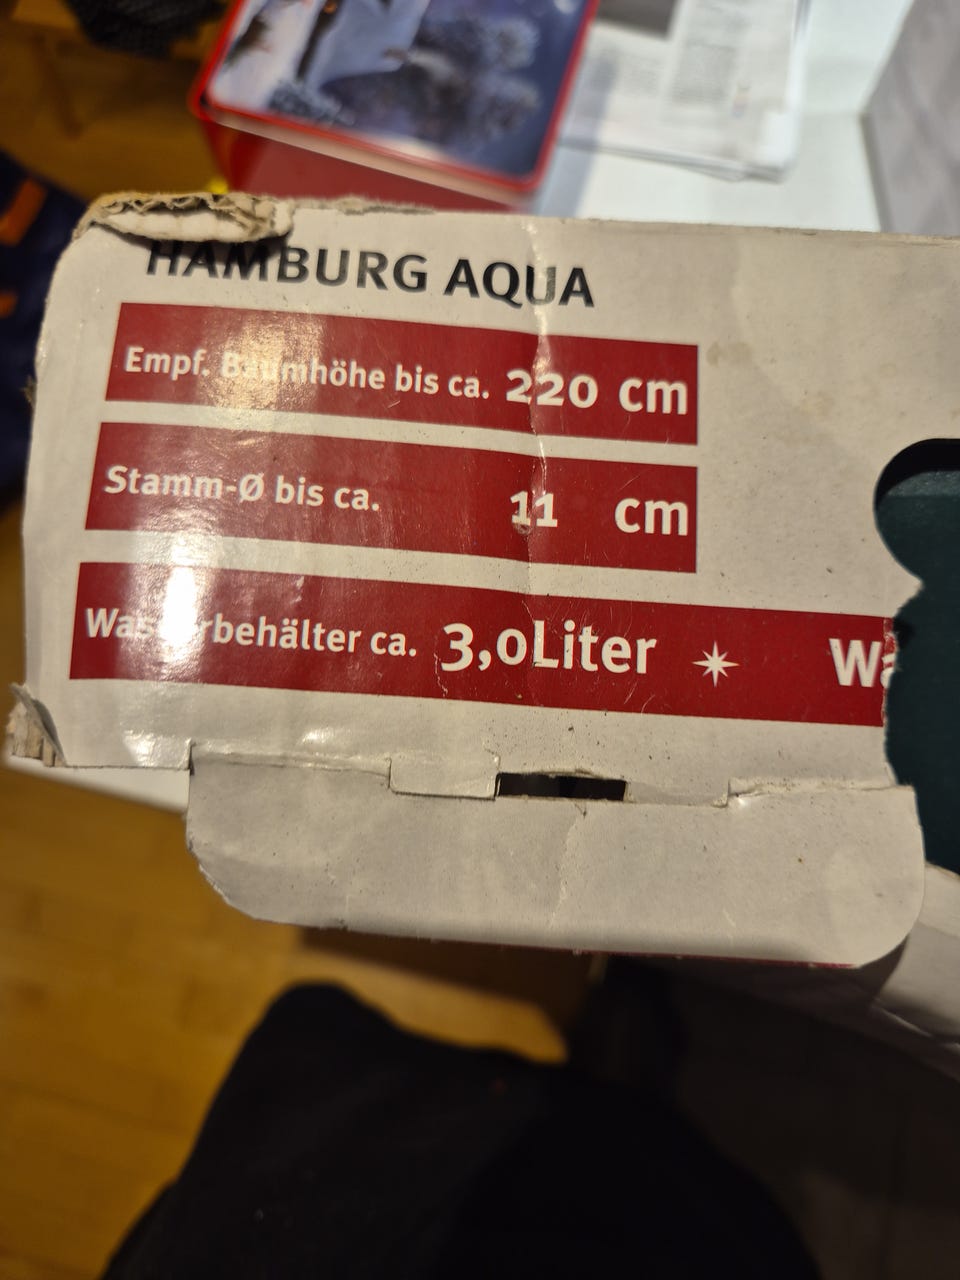 HAMBURG AQUA
Empf. Baumhöhe bis ca. 220 cm
Stamm-Ø bis ca. 11 cm
Wasserbehälter ca. 3,0Liter